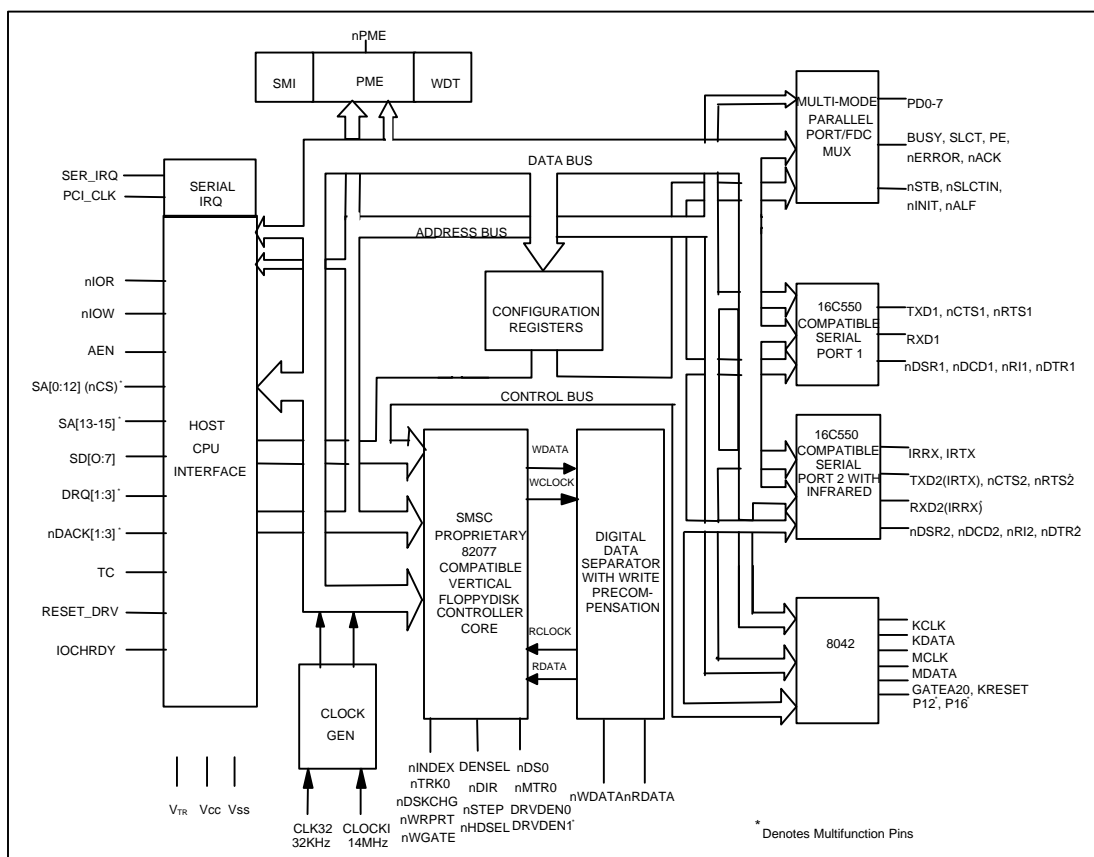 nPME
SMI
PME
WDT
SER_IRQ
PCI_CLK
SERIAL
IRQ
nIOR
nIOW
AEN
SA[0:12] (nCS)*
SA[13-15]*
SD[O:7]
DRQ[1:3]*
nDACK[1:3]*
TC
RESET_DRV
IOCHRDY
HOST
CPU
INTERFACE
DATA BUS
ADDRESS BUS
CONFIGURATION
REGISTERS
CONTROL BUS
SMSC
PROPRIETARY
82077
COMPATIBLE
VERTICAL
FLOPPYDISK
CONTROLLER
CORE
WDATA
WCLOCK
RCLOCK
RDATA
DIGITAL
DATA
SEPARATOR
WITH WRITE
PRECOM-
PENSATION
CLOCK
GEN
CLK32
32KHz
CLOCKI
14MHz
nINDEX
nTRK0
nDSKCHG
nWRPRT
nWGATE
DENSEL
nDIR
nSTEP
nHDSEL
nDS0
nMTR0
DRVDEN0
DRVDEN1*
nWDATA
nRDATA
MULTI-MODE
PARALLEL
PORT/FDC
MUX
PD0-7
BUSY, SLCT, PE,
nERROR, nACK
nSTB, nSLCTIN,
nINIT, nALF
16C550
COMPATIBLE
SERIAL
PORT 1
TXD1, nCTS1, nRTS1
RXD1
nDSR1, nDCD1, nRI1, nDTR1
16C550
COMPATIBLE
SERIAL
PORT 2 WITH
INFRARED
IRRX, IRTX
TXD2(IRTX), nCTS2, nRTS2*
RXD2(IRRX)*
nDSR2, nDCD2, nRI2, nDTR2*
8042
KCLK
KDATA
MCLK
MDATA
GATEA20, KRESET
P12*, P16*
VTR
Vcc
Vss
* Denotes Multifunction Pins